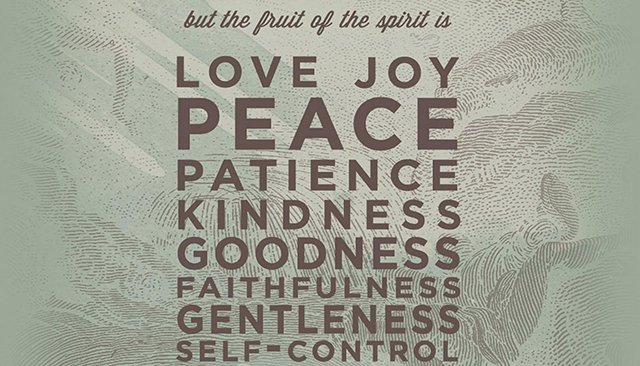 but the fruit of the spirit is
LOVE JOY
PEACE
PATIENCE
KINDNESS
GOODNESS
FAITHFULNESS
GENTLENESS
SELF-CONTROL